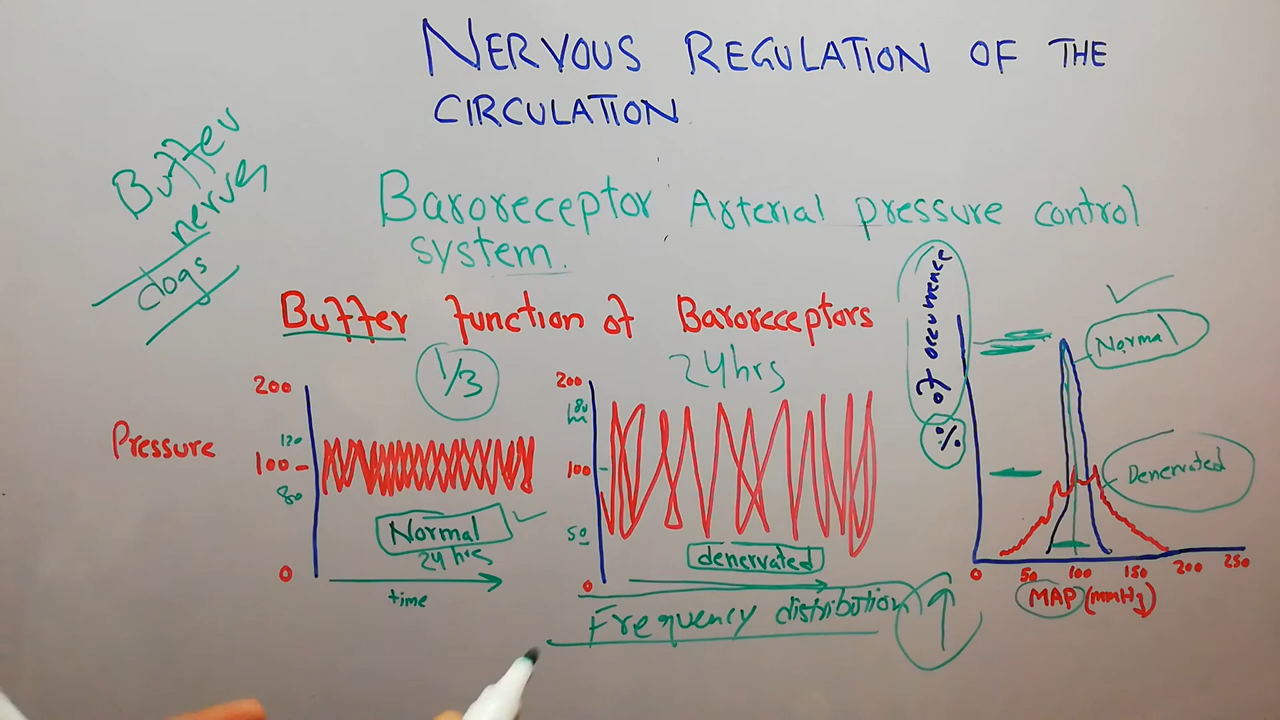 NERVOUS REGULATION OF THE
CIRCULATION
Buffer
nerves
dogs
Baroreceptor Arterial pressure control
system.
Buffer function of Baroreceptors
1/3
24hrs
200
120
Pressure
100
80
0
Normal
24 hrs
time
200
180
100
50
0
denervated
Frequency distribution
% of occurrence
Normal
Denervated
0 50 100 150 200 250
MAP (mmHg)